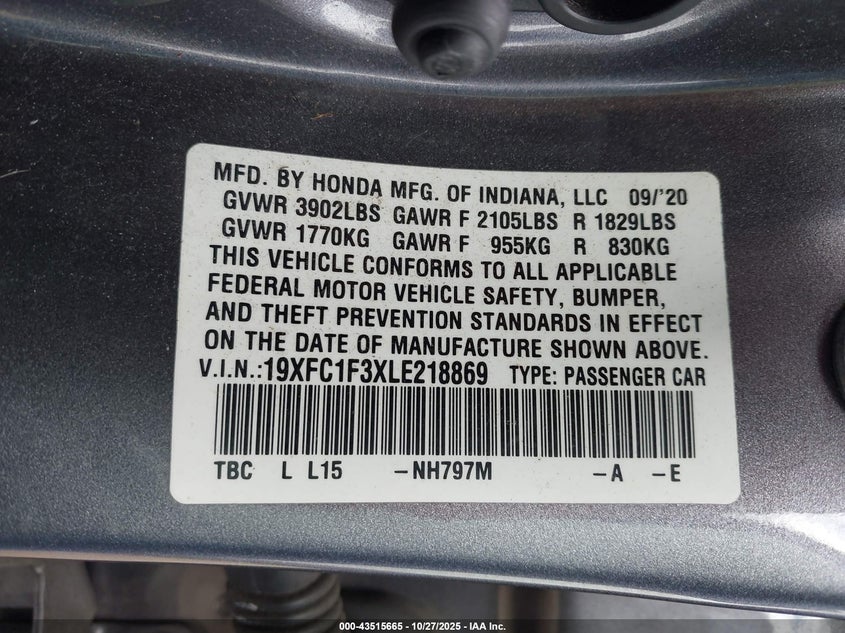 MFD. BY HONDA MFG. OF INDIANA, LLC 09/'20
GVWR 3902LBS GAWR F 2105LBS R 1829LBS
GVWR 1770KG GAWR F 955KG R 830KG
THIS VEHICLE CONFORMS TO ALL APPLICABLE
FEDERAL MOTOR VEHICLE SAFETY, BUMPER,
AND THEFT PREVENTION STANDARDS IN EFFECT
ON THE DATE OF MANUFACTURE SHOWN ABOVE.
V.I.N.:19XFC1F3XLE218869 TYPE: PASSENGER CAR
TBC L L15 -NH797M -A -E
000-43515665 - 10/27/2025 - © IAA Inc.